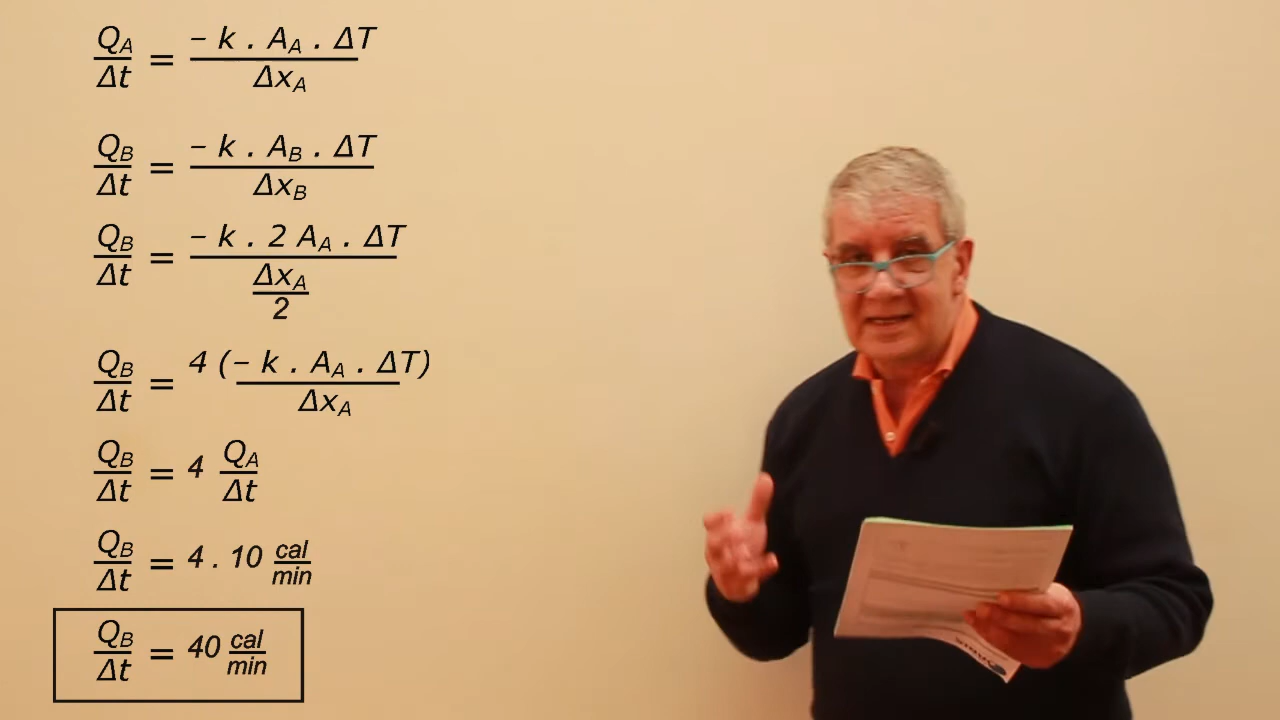 Q_A/Δt = – k . A_A . ΔT/Δx_A
Q_B/Δt = – k . A_B . ΔT/Δx_B
Q_B/Δt = – k . 2 A_A . ΔT/(Δx_A/2)
Q_B/Δt = 4 (– k . A_A . ΔT)/Δx_A
Q_B/Δt = 4 Q_A/Δt
Q_B/Δt = 4 . 10 cal/min
Q_B/Δt = 40 cal/min